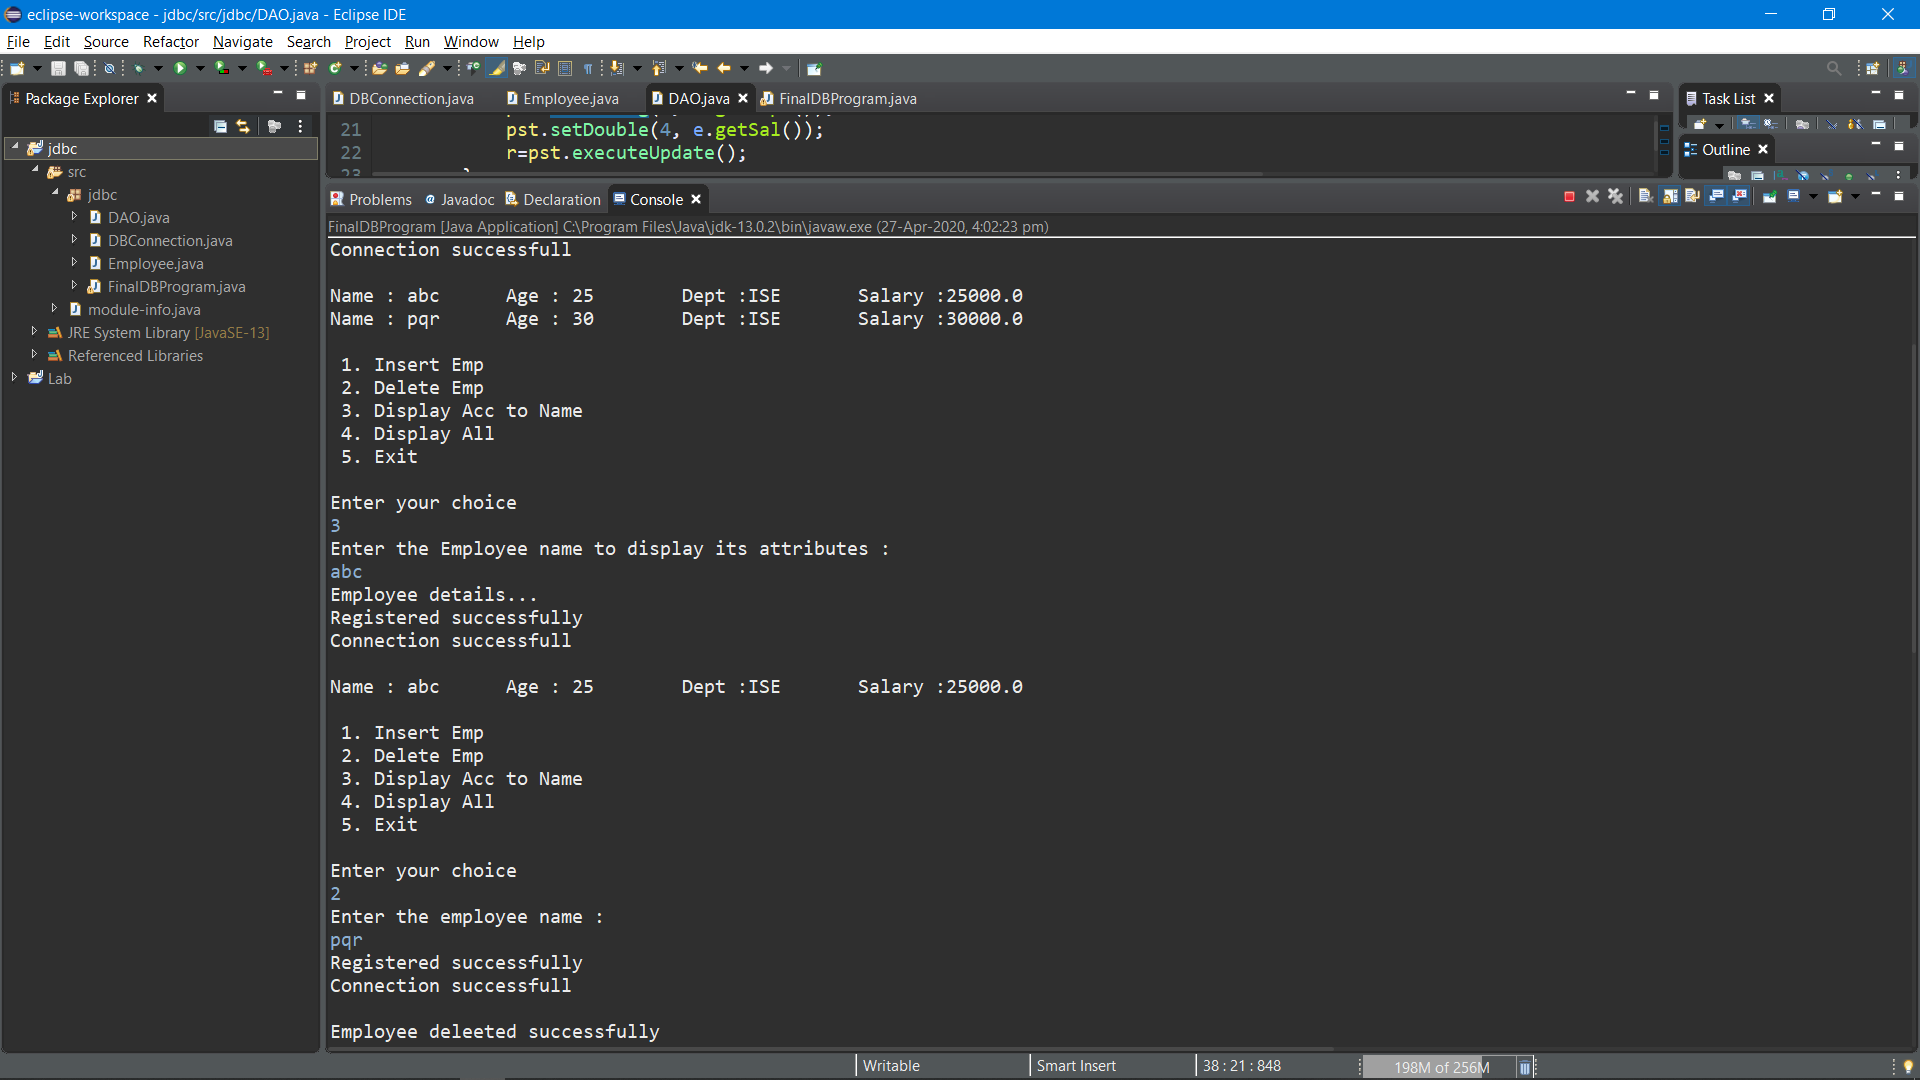 eclipse-workspace - jdbc/src/jdbc/DAO.java - Eclipse IDE
File Edit Source Refactor Navigate Search Project Run Window Help
Package Explorer
jdbc
src
jdbc
DAO.java
DBConnection.java
Employee.java
FinalDBProgram.java
module-info.java
JRE System Library [JavaSE-13]
Referenced Libraries
Lab
DBConnection.java Employee.java DAO.java FinalDBProgram.java
21 pst.setDouble(4, e.getSal());
22 r=pst.executeUpdate();
23 }
Task List
Outline
Problems Javadoc Declaration Console
FinalDBProgram [Java Application] C:\Program Files\Java\jdk-13.0.2\bin\javaw.exe (27-Apr-2020, 4:02:23 pm)
Connection successfull
Name : abc Age : 25 Dept :ISE Salary :25000.0
Name : pqr Age : 30 Dept :ISE Salary :30000.0
1. Insert Emp
2. Delete Emp
3. Display Acc to Name
4. Display All
5. Exit
Enter your choice
3
Enter the Employee name to display its attributes :
abc
Employee details...
Registered successfully
Connection successfull
Name : abc Age : 25 Dept :ISE Salary :25000.0
1. Insert Emp
2. Delete Emp
3. Display Acc to Name
4. Display All
5. Exit
Enter your choice
2
Enter the employee name :
pqr
Registered successfully
Connection successfull
Employee deleeted successfully
Writable Smart Insert 38 : 21 : 848 198M of 256M